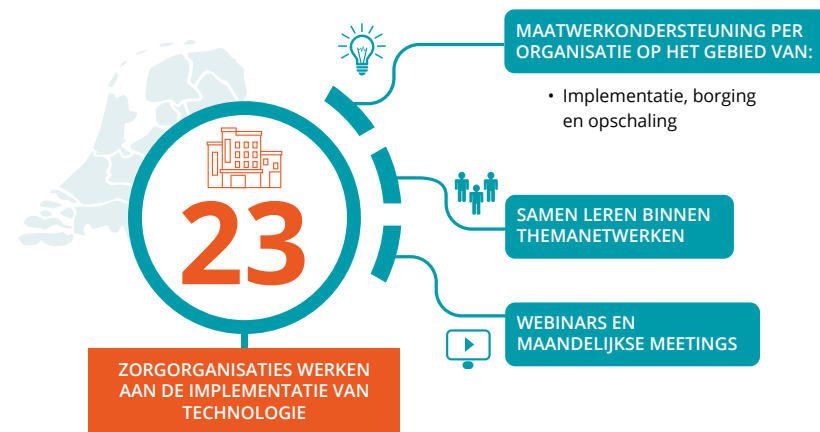 MAATWERKONDERSTEUNING PER
ORGANISATIE OP HET GEBIED VAN:
• Implementatie, borging
en opschaling
23
SAMEN LEREN BINNEN
THEMANETWERKEN
WEBINARS EN
MAANDELIJKSE MEETINGS
ZORGORGANISATIES WERKEN
AAN DE IMPLEMENTATIE VAN
TECHNOLOGIE